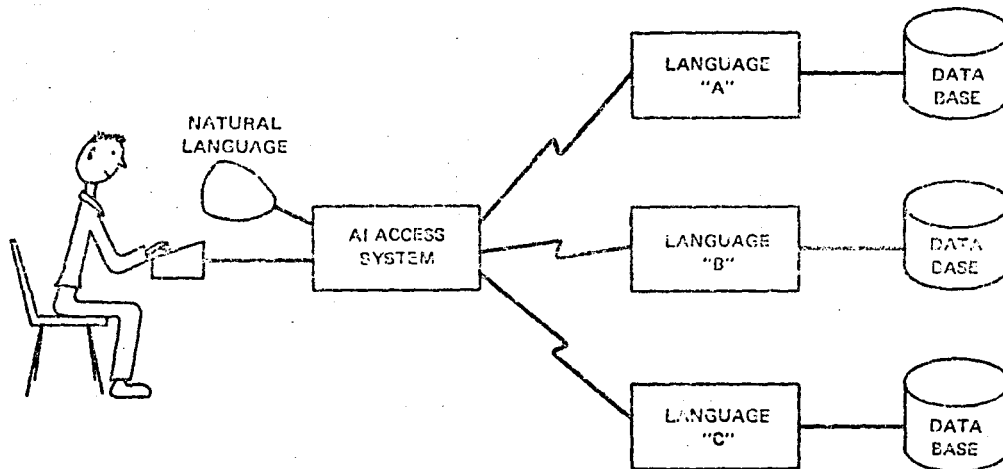 NATURAL
LANGUAGE
AI ACCESS
SYSTEM
LANGUAGE
"A"
DATA
BASE
LANGUAGE
"B"
DATA
BASE
LANGUAGE
"C"
DATA
BASE